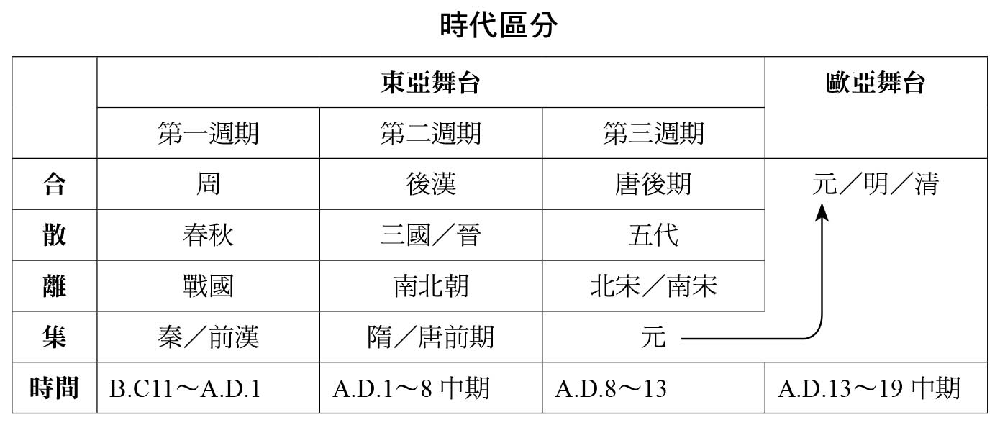 時代區分
東亞舞台 歐亞舞台
第一週期 第二週期 第三週期
合 周 後漢 唐後期 元／明／清
散 春秋 三國／晉 五代
離 戰國 南北朝 北宋／南宋
集 秦／前漢 隋／唐前期 元
時間 B.C11～A.D.1 A.D.1～8 中期 A.D.8～13 A.D.13～19 中期